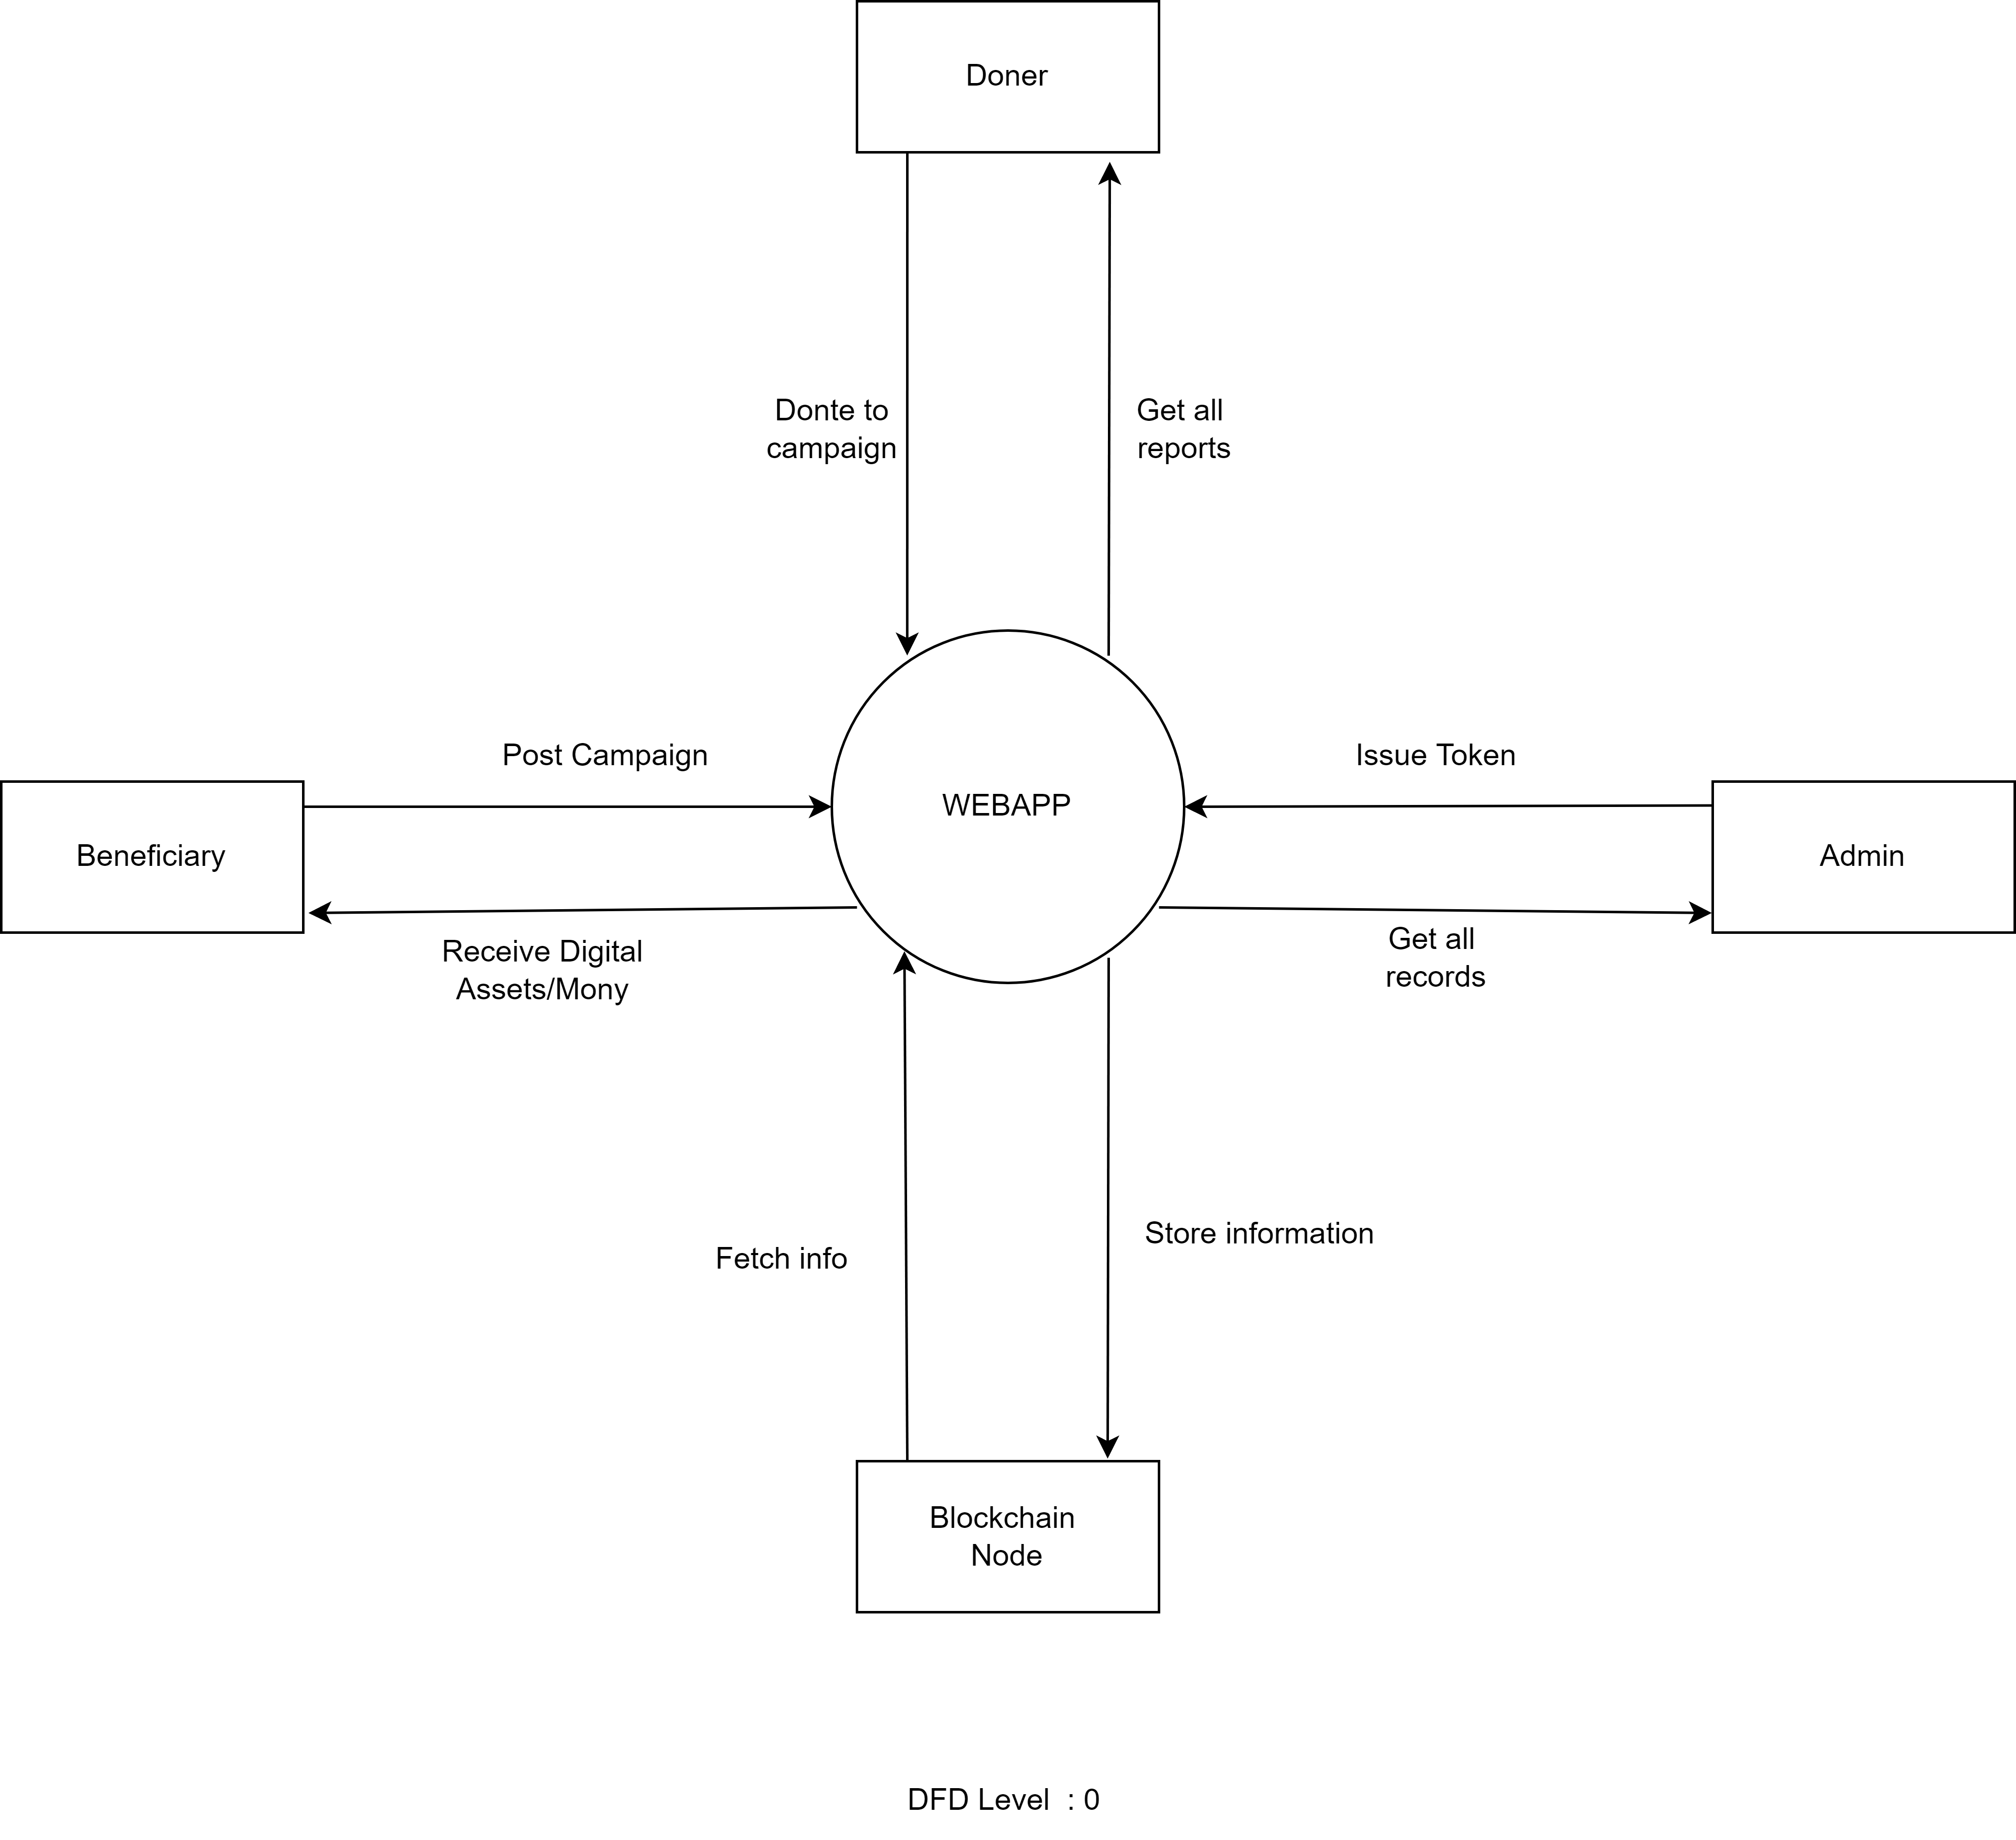 Doner
Donte to
campaign
Get all
reports
Post Campaign
WEBAPP
Issue Token
Beneficiary
Admin
Receive Digital
Assets/Mony
Get all
records
Fetch info
Store information
Blockchain
Node
DFD Level  : 0